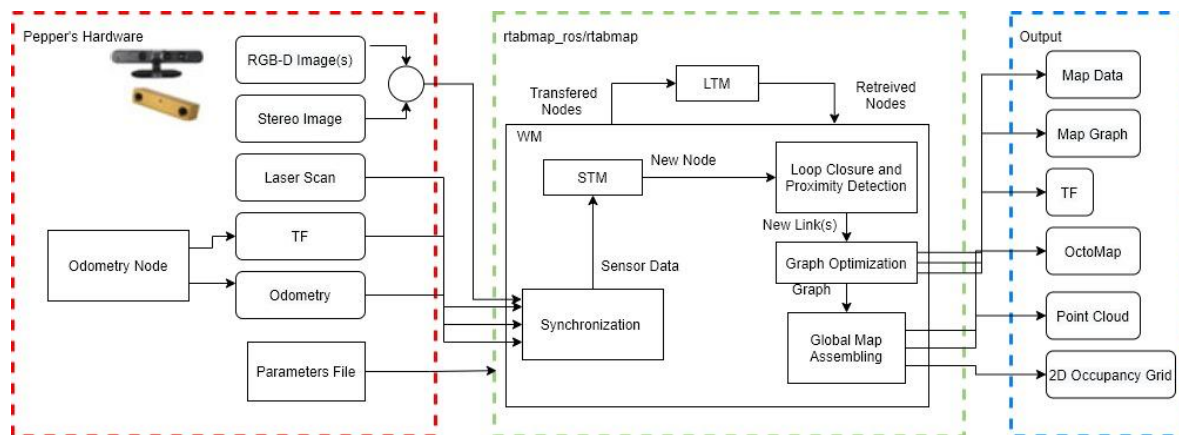 Pepper's Hardware
RGB-D Image(s)
Stereo Image
Laser Scan
TF
Odometry Node
Odometry
Parameters File
rtabmap_ros/rtabmap
LTM
Transfered
Nodes
Retreived
Nodes
WM
STM
New Node
Loop Closure and
Proximity Detection
New Link(s)
Sensor Data
Graph Optimization
Graph
Synchronization
Global Map
Assembling
Output
Map Data
Map Graph
TF
OctoMap
Point Cloud
2D Occupancy Grid